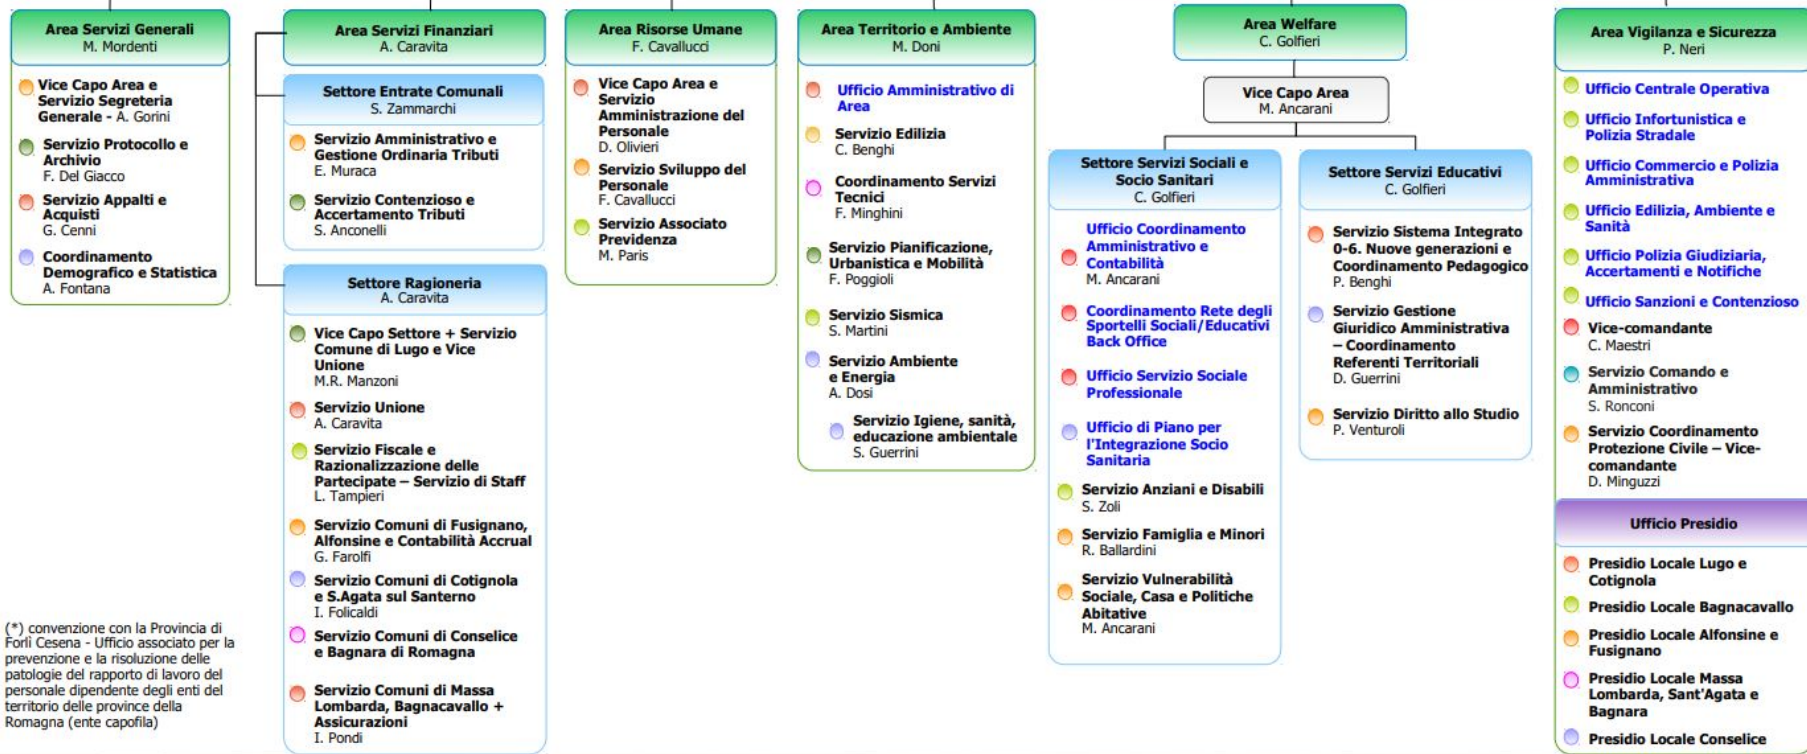 Area Servizi Generali
M. Mordenti
Vice Capo Area e
Servizio Segreteria
Generale - A. Gorini
Servizio Protocollo e
Archivio
F. Del Giacco
Servizio Appalti e
Acquisti
G. Cenni
Coordinamento
Demografico e Statistica
A. Fontana
(*) convenzione con la Provincia di
Forlì Cesena - Ufficio associato per la
prevenzione e la risoluzione delle
patologie del rapporto di lavoro del
personale dipendente degli enti del
territorio delle province della
Romagna (ente capofila)
Area Servizi Finanziari
A. Caravita
Settore Entrate Comunali
S. Zammarchi
Servizio Amministrativo e
Gestione Ordinaria Tributi
E. Muraca
Servizio Contenzioso e
Accertamento Tributi
S. Anconelli
Settore Ragioneria
A. Caravita
Vice Capo Settore + Servizio
Comune di Lugo e Vice
Unione
M.R. Manzoni
Servizio Unione
A. Caravita
Servizio Fiscale e
Razionalizzazione delle
Partecipate – Servizio di Staff
L. Tampieri
Servizio Comuni di Fusignano,
Alfonsine e Contabilità Accrual
G. Farolfi
Servizio Comuni di Cotignola
e S.Agata sul Santerno
I. Folicaldi
Servizio Comuni di Conselice
e Bagnara di Romagna
Servizio Comuni di Massa
Lombarda, Bagnacavallo +
Assicurazioni
I. Pondi
Area Risorse Umane
F. Cavallucci
Vice Capo Area e
Servizio
Amministrazione del
Personale
D. Olivieri
Servizio Sviluppo del
Personale
F. Cavallucci
Servizio Associato
Previdenza
M. Paris
Area Territorio e Ambiente
M. Doni
Ufficio Amministrativo di
Area
Servizio Edilizia
C. Benghi
Coordinamento Servizi
Tecnici
F. Minghini
Servizio Pianificazione,
Urbanistica e Mobilità
F. Poggioli
Servizio Sismica
S. Martini
Servizio Ambiente
e Energia
A. Dosi
Servizio Igiene, sanità,
educazione ambientale
S. Guerrini
Area Welfare
C. Golfieri
Vice Capo Area
M. Ancarani
Settore Servizi Sociali e
Socio Sanitari
C. Golfieri
Ufficio Coordinamento
Amministrativo e
Contabilità
M. Ancarani
Coordinamento Rete degli
Sportelli Sociali/Educativi
Back Office
Ufficio Servizio Sociale
Professionale
Ufficio di Piano per
l'Integrazione Socio
Sanitaria
Servizio Anziani e Disabili
S. Zoli
Servizio Famiglia e Minori
R. Ballardini
Servizio Vulnerabilità
Sociale, Casa e Politiche
Abitative
M. Ancarani
Settore Servizi Educativi
C. Golfieri
Servizio Sistema Integrato
0-6. Nuove generazioni e
Coordinamento Pedagogico
P. Benghi
Servizio Gestione
Giuridico Amministrativa
– Coordinamento
Referenti Territoriali
D. Guerrini
Servizio Diritto allo Studio
P. Venturoli
Area Vigilanza e Sicurezza
P. Neri
Ufficio Centrale Operativa
Ufficio Infortunistica e
Polizia Stradale
Ufficio Commercio e Polizia
Amministrativa
Ufficio Edilizia, Ambiente e
Sanità
Ufficio Polizia Giudiziaria,
Accertamenti e Notifiche
Ufficio Sanzioni e Contenzioso
Vice-comandante
C. Maestri
Servizio Comando e
Amministrativo
S. Ronconi
Servizio Coordinamento
Protezione Civile – Vice-
comandante
D. Minguzzi
Ufficio Presidio
Presidio Locale Lugo e
Cotignola
Presidio Locale Bagnacavallo
Presidio Locale Alfonsine e
Fusignano
Presidio Locale Massa
Lombarda, Sant'Agata e
Bagnara
Presidio Locale Conselice